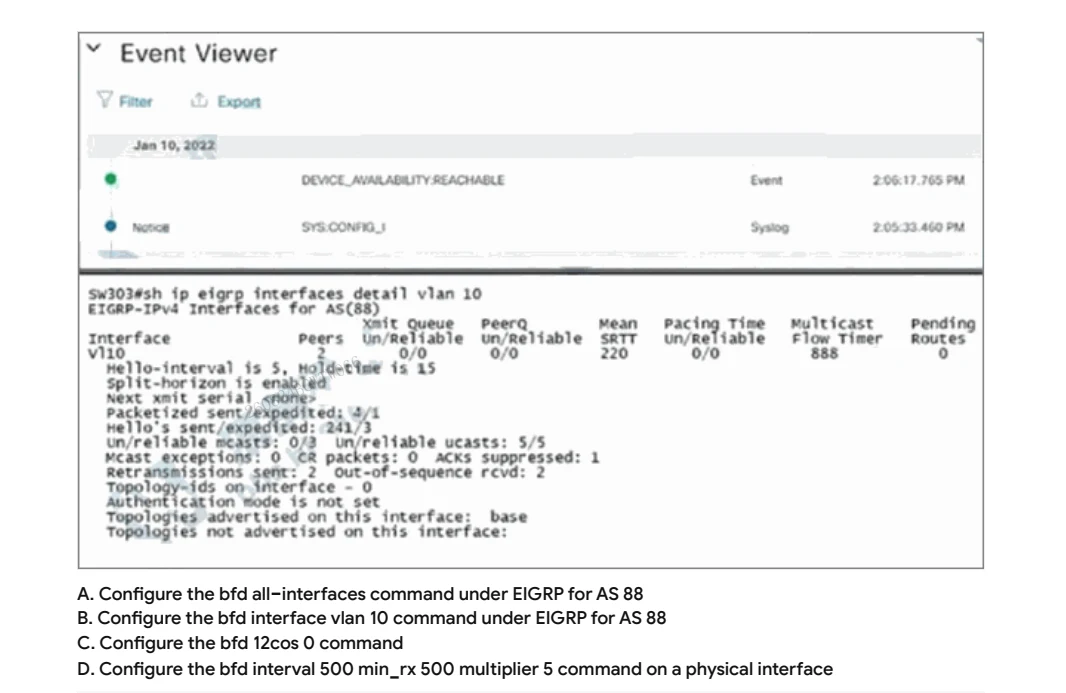 Event Viewer
Filter Export
Jan 10, 2022
DEVICE_AVAILABILITY:REACHABLE Event 2:06:17.765 PM
Notice SYS:CONFIG_I Syslog 2:05:33.460 PM
SW303#sh ip eigrp interfaces detail vlan 10
EIGRP-IPv4 Interfaces for AS(88)
Xmit Queue PeerQ Mean Pacing Time Multicast Pending
Interface Peers Un/Reliable Un/Reliable SRTT Un/Reliable Flow Timer Routes
Vl10 2 0/0 0/0 220 0/0 888 0
Hello-interval is 5, Hold-time is 15
Split-horizon is enabled
Next xmit serial <none>
Packetized sent/expedited: 4/1
Hello's sent/expedited: 241/3
Un/reliable mcasts: 0/3 Un/reliable ucasts: 5/5
Mcast exceptions: 0 CR packets: 0 ACKs suppressed: 1
Retransmissions sent: 2 Out-of-sequence rcvd: 2
Topology-ids on interface - 0
Authentication mode is not set
Topologies advertised on this interface: base
Topologies not advertised on this interface:
A. Configure the bfd all-interfaces command under EIGRP for AS 88
B. Configure the bfd interface vlan 10 command under EIGRP for AS 88
C. Configure the bfd 12cos 0 command
D. Configure the bfd interval 500 min_rx 500 multiplier 5 command on a physical interface